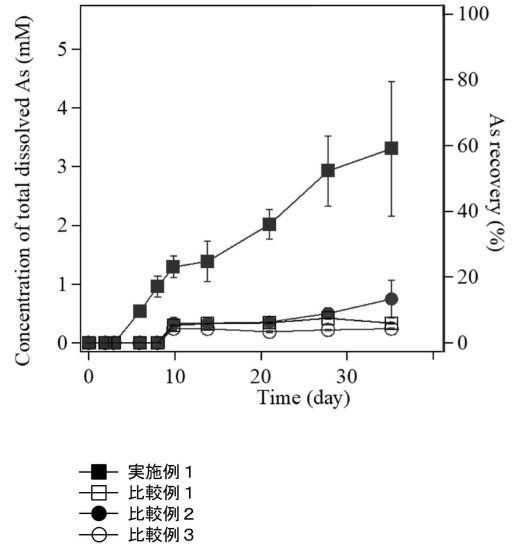 Concentration of total dissolved As (mM)
5
4
3
2
1
0
100
80
60
40
20
0
As recovery (%)
0
10
20
30
Time (day)
実施例1
比較例1
比較例2
比較例3